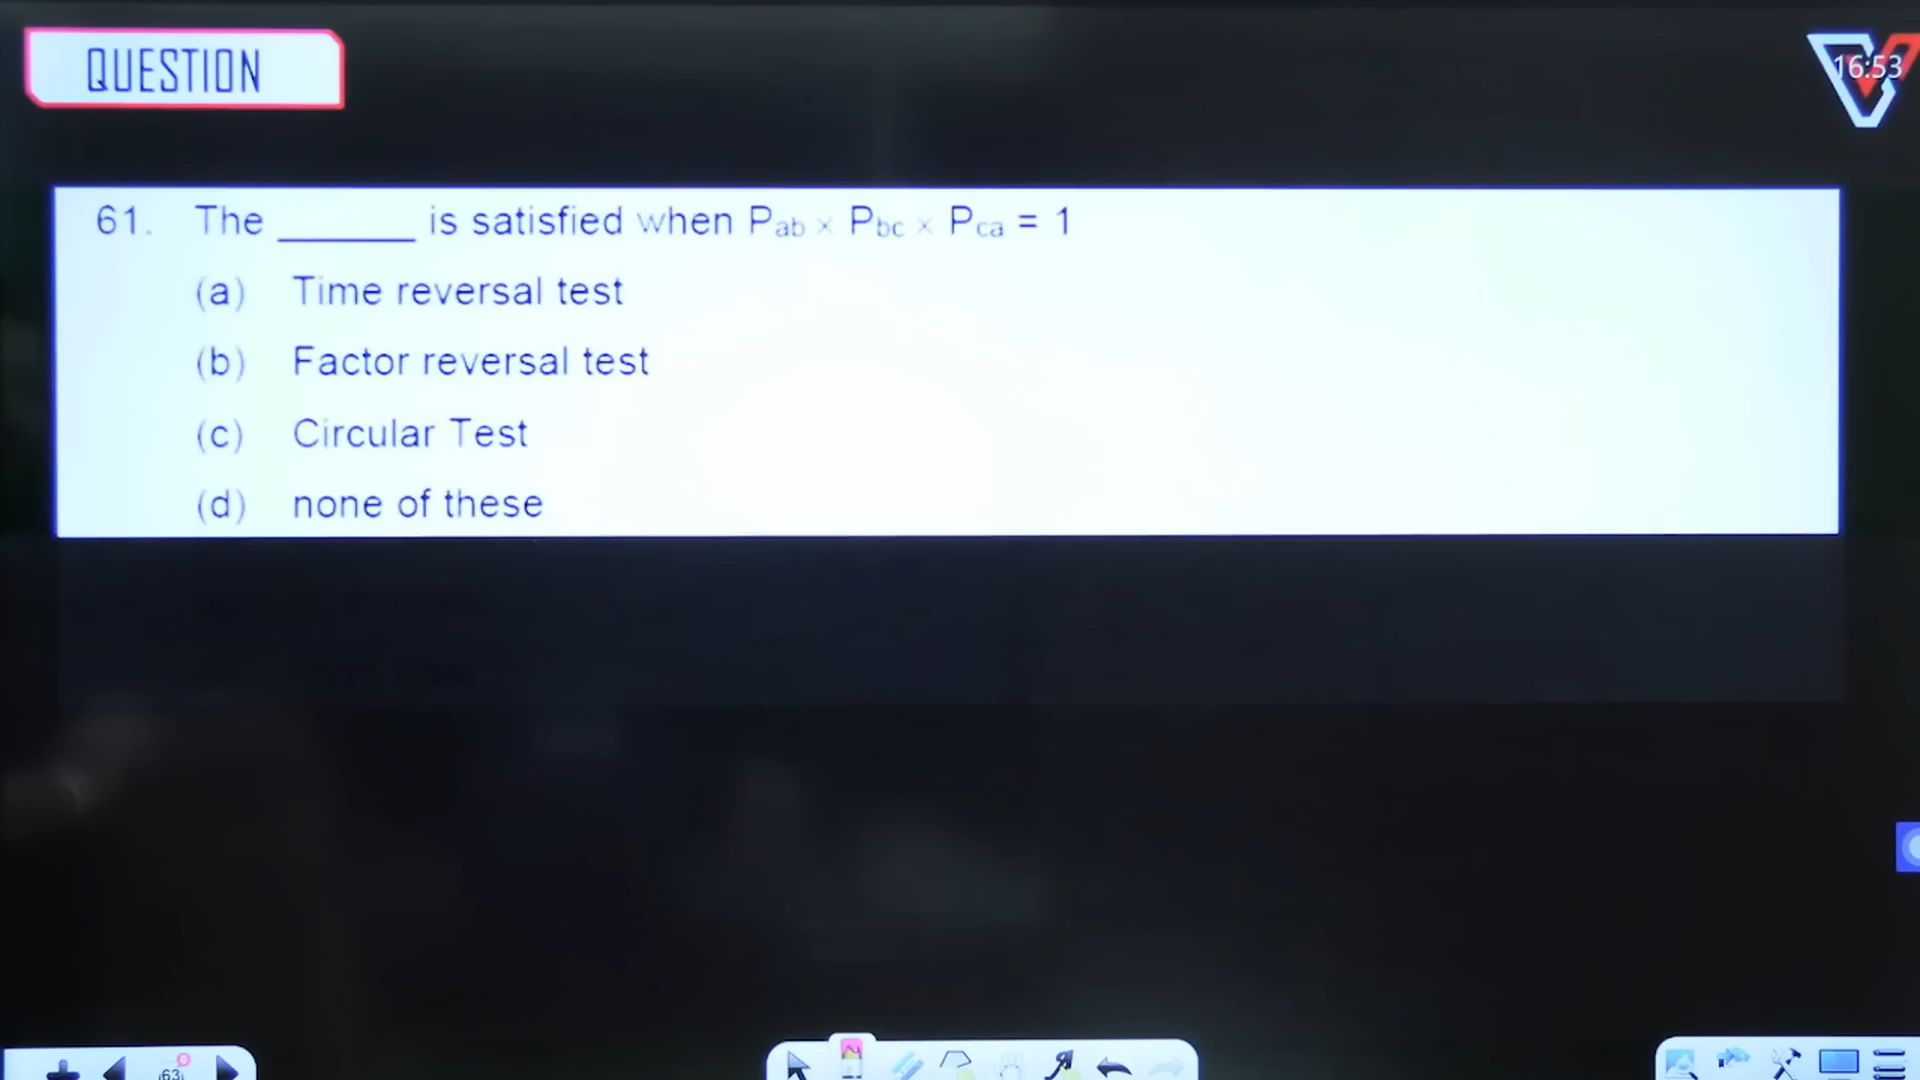 QUESTION
16:53
61. The ______ is satisfied when Pab × Pbc × Pca = 1
(a) Time reversal test
(b) Factor reversal test
(c) Circular Test
(d) none of these
63